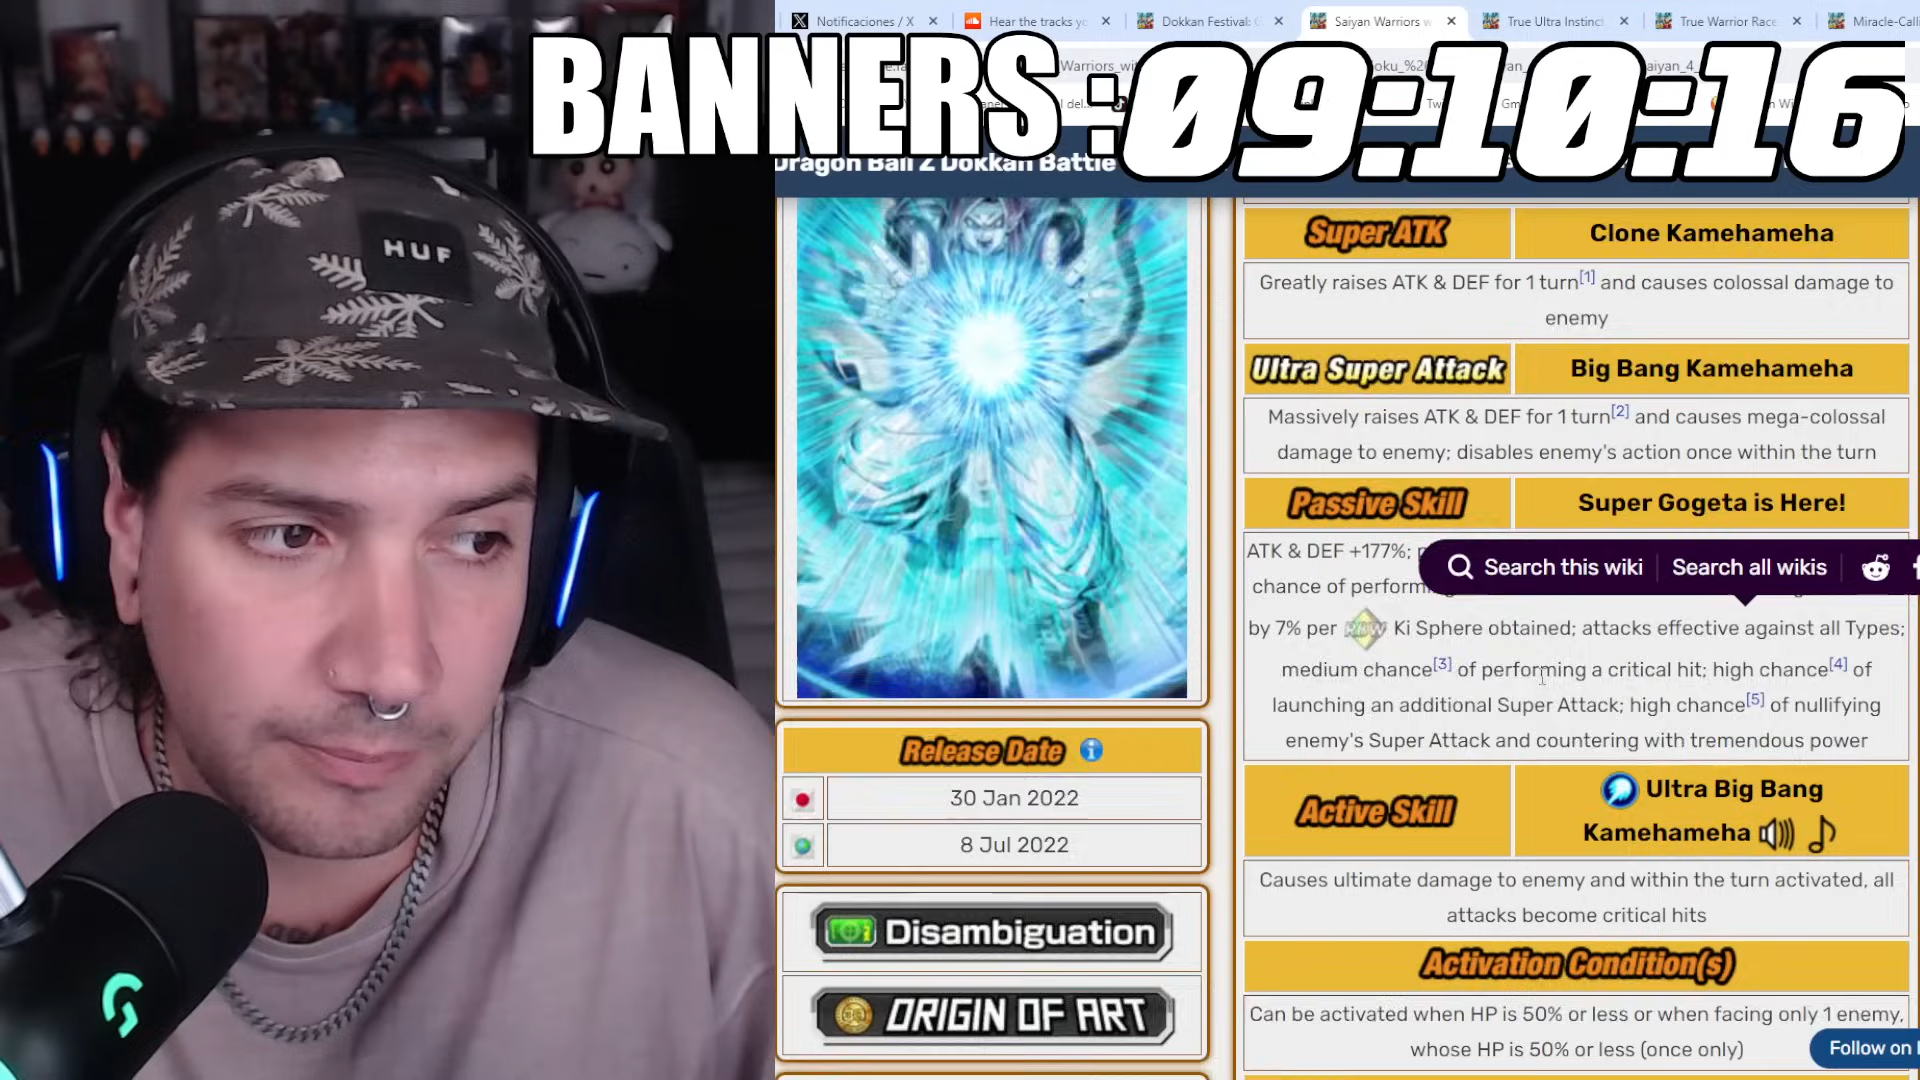 Notificaciones / X
Hear the tracks yo
Dokkan Festival: G
Saiyan Warriors w
True Ultra Instinct
True Warrior Race
Miracle-Calli
BANNERS : 09:10:16
Dragon Ball Z Dokkan Battle
HUF
Super ATK
Clone Kamehameha
Greatly raises ATK & DEF for 1 turn[1] and causes colossal damage to
enemy
Ultra Super Attack
Big Bang Kamehameha
Massively raises ATK & DEF for 1 turn[2] and causes mega-colossal
damage to enemy; disables enemy's action once within the turn
Passive Skill
Super Gogeta is Here!
ATK & DEF +177%;
Search this wiki
Search all wikis
chance of performing
by 7% per Ki Sphere obtained; attacks effective against all Types;
medium chance[3] of performing a critical hit; high chance[4] of
launching an additional Super Attack; high chance[5] of nullifying
enemy's Super Attack and countering with tremendous power
Release Date
30 Jan 2022
8 Jul 2022
Active Skill
Ultra Big Bang
Kamehameha
Causes ultimate damage to enemy and within the turn activated, all
attacks become critical hits
Disambiguation
ORIGIN OF ART
Activation Condition(s)
Can be activated when HP is 50% or less or when facing only 1 enemy,
whose HP is 50% or less (once only)
Follow on